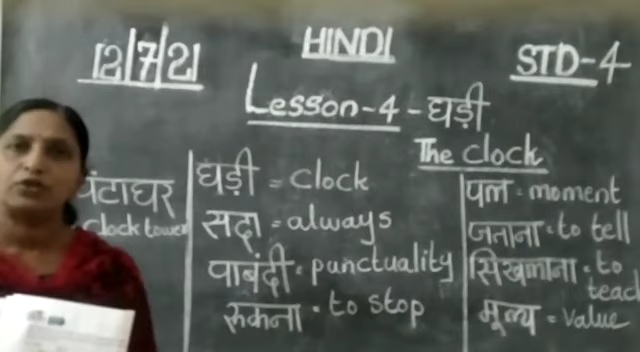 12/7/21
HINDI
STD-4
Lesson-4-घड़ी
The clock
घंटाघर
clock tower
घड़ी = clock
सदा = always
पाबंदी = punctuality
रुकना = to stop
पल = moment
जताना = to tell
सिखलाना = to
teach
मूल्य = value